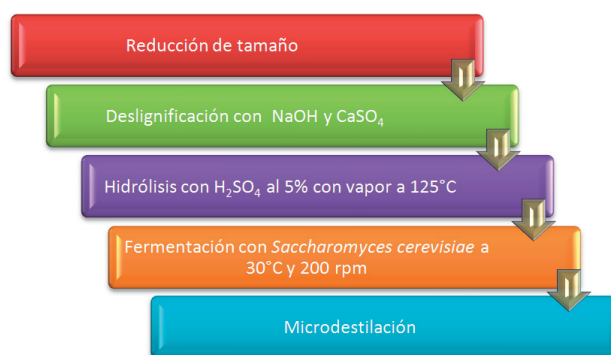 Reducción de tamaño
Deslignificación con NaOH y CaSO₄
Hidrólisis con H₂SO₄ al 5% con vapor a 125°C
Fermentación con Saccharomyces cerevisiae a
30°C y 200 rpm
Microdestilación